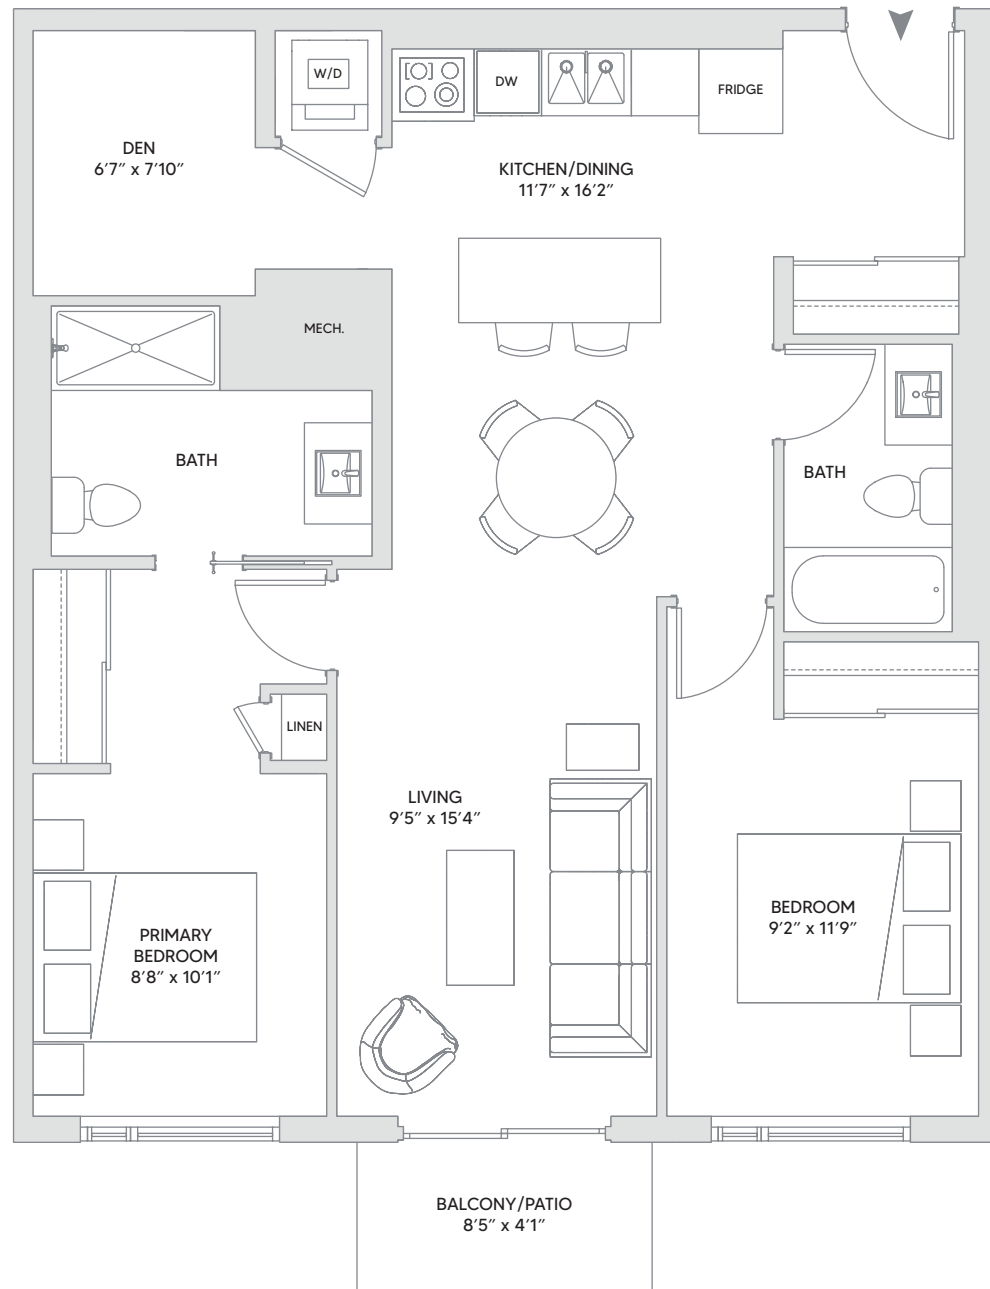 W/D
DW
FRIDGE
DEN
6′7″ x 7′10″
KITCHEN/DINING
11′7″ x 16′2″
MECH.
BATH
BATH
LINEN
LIVING
9′5″ x 15′4″
PRIMARY
BEDROOM
8′8″ x 10′1″
BEDROOM
9′2″ x 11′9″
BALCONY/PATIO
8′5″ x 4′1″